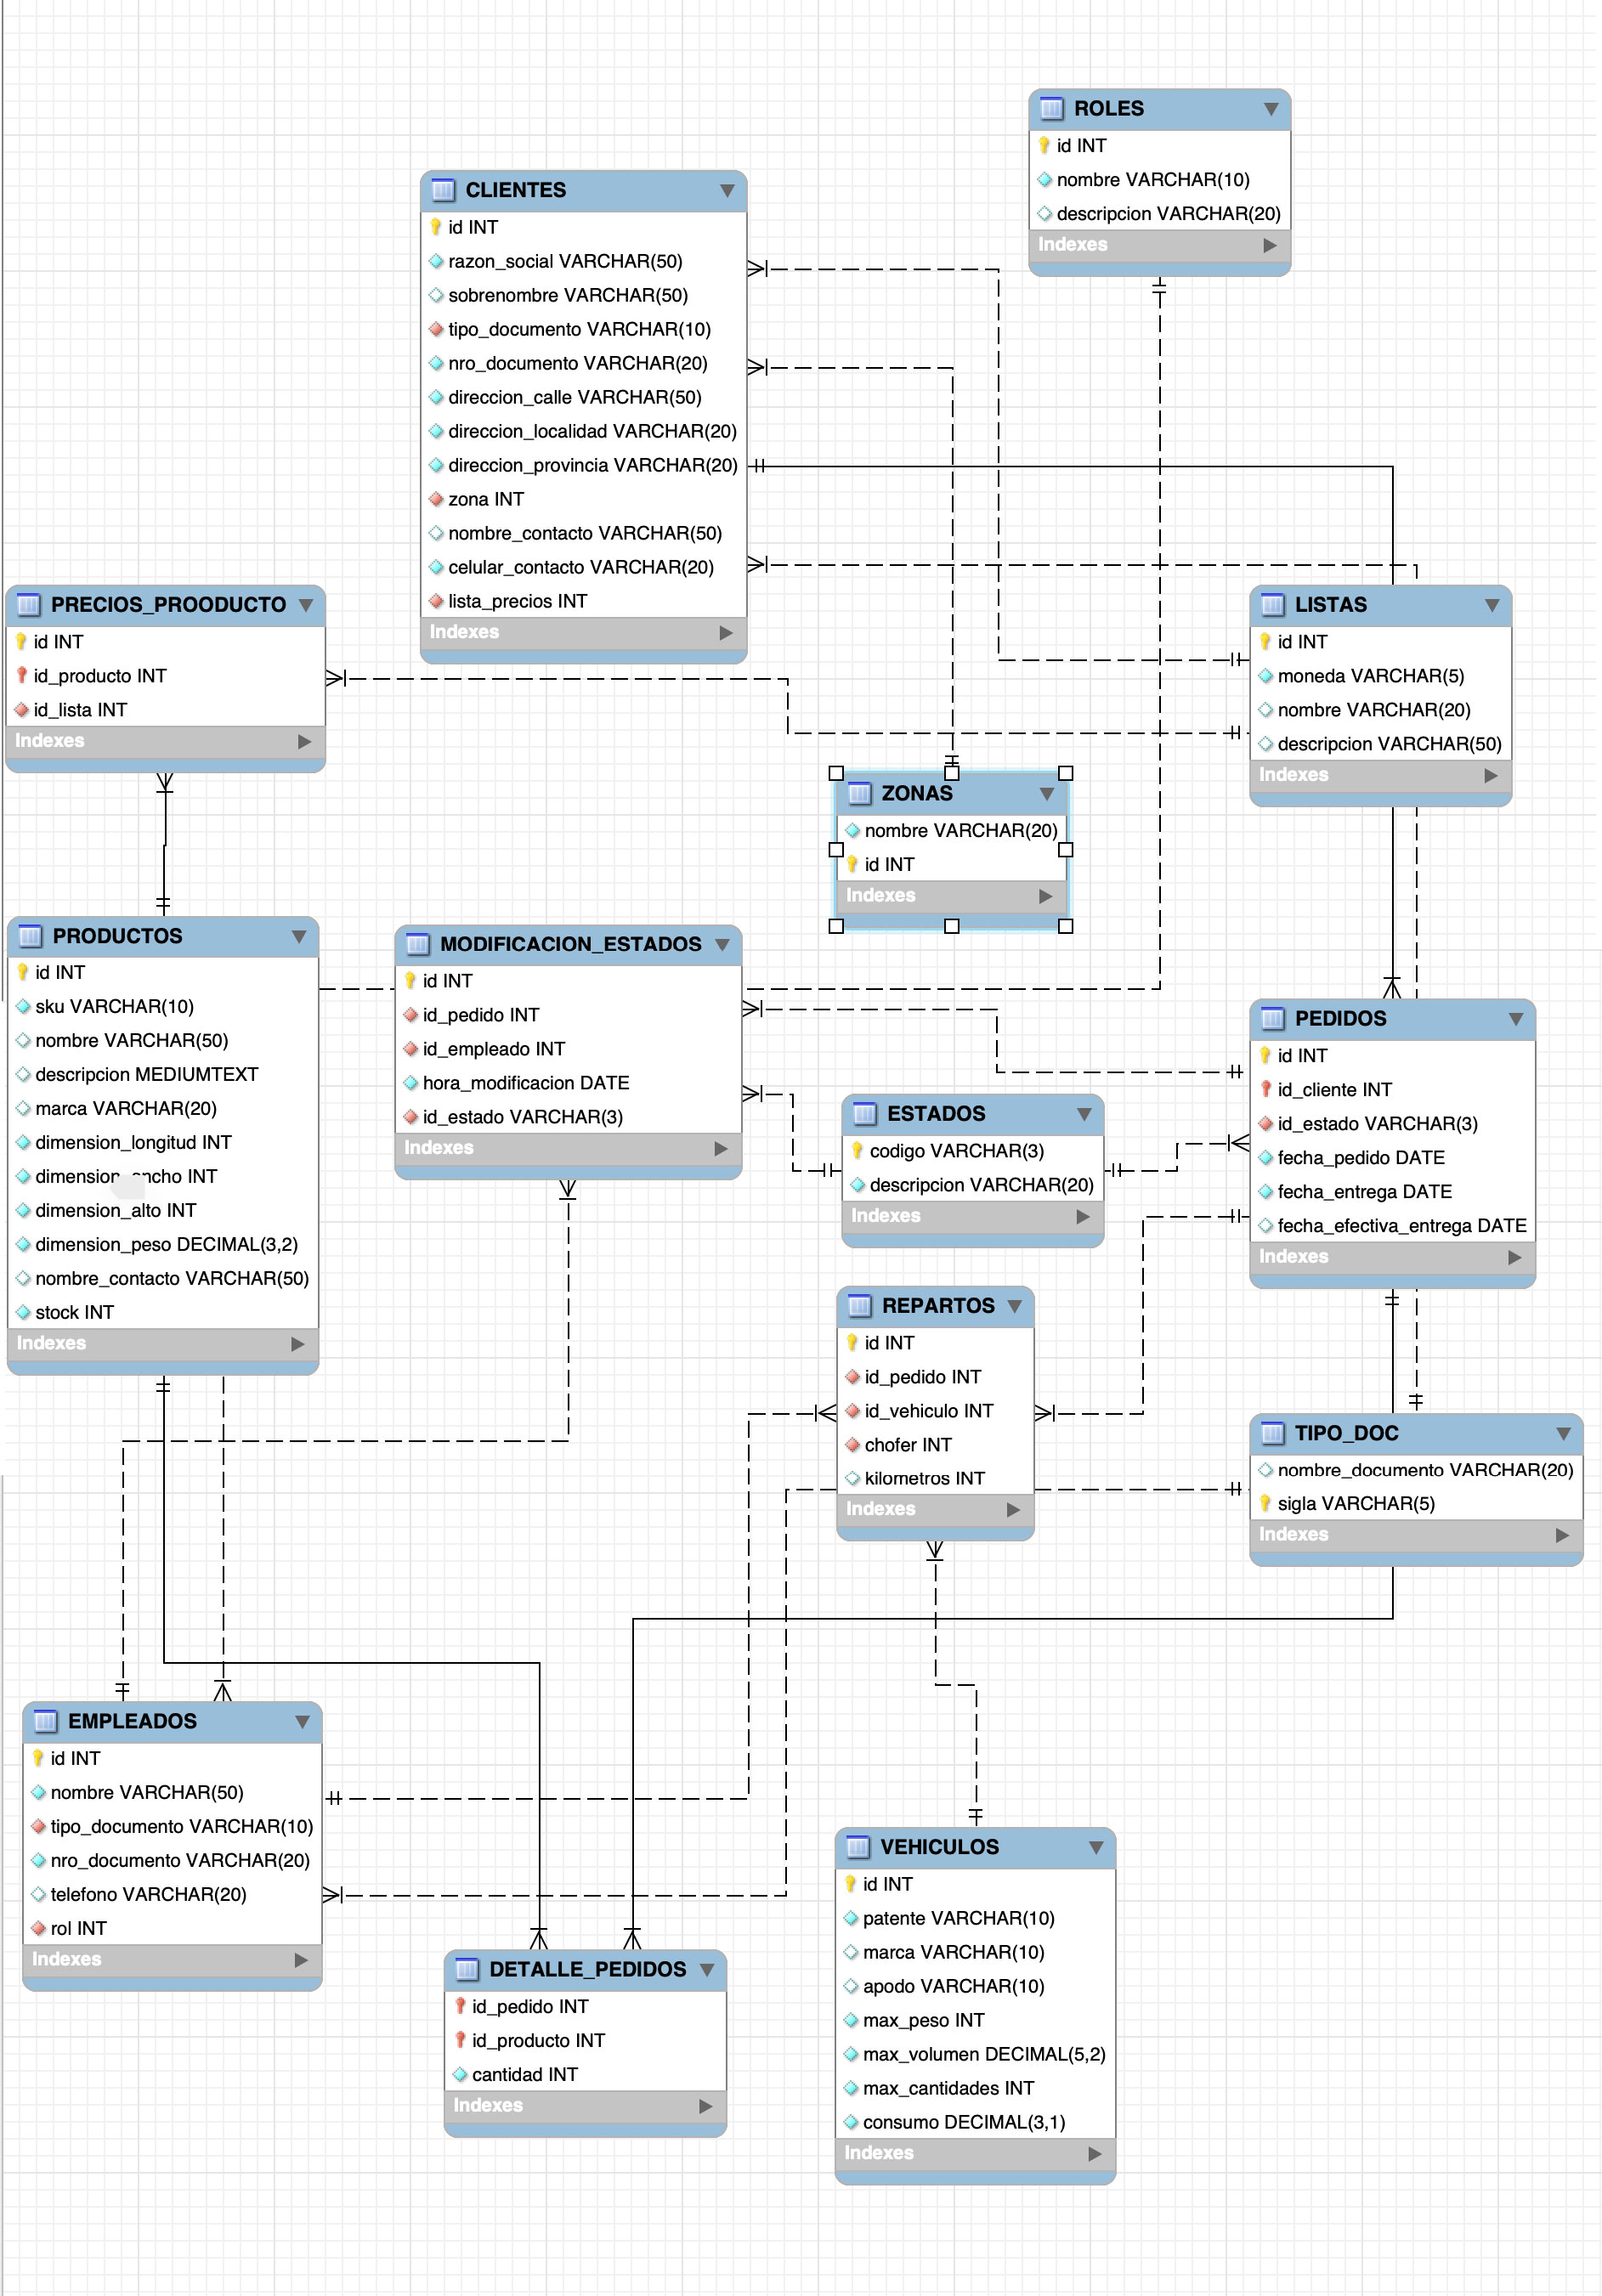 ROLES
id INT
nombre VARCHAR(10)
descripcion VARCHAR(20)
Indexes
CLIENTES
id INT
razon_social VARCHAR(50)
sobrenombre VARCHAR(50)
tipo_documento VARCHAR(10)
nro_documento VARCHAR(20)
direccion_calle VARCHAR(50)
direccion_localidad VARCHAR(20)
direccion_provincia VARCHAR(20)
zona INT
nombre_contacto VARCHAR(50)
celular_contacto VARCHAR(20)
lista_precios INT
Indexes
PRECIOS_PROODUCTO
id INT
id_producto INT
id_lista INT
Indexes
LISTAS
id INT
moneda VARCHAR(5)
nombre VARCHAR(20)
descripcion VARCHAR(50)
Indexes
ZONAS
nombre VARCHAR(20)
id INT
Indexes
PRODUCTOS
id INT
sku VARCHAR(10)
nombre VARCHAR(50)
descripcion MEDIUMTEXT
marca VARCHAR(20)
dimension_longitud INT
dimension_ancho INT
dimension_alto INT
dimension_peso DECIMAL(3,2)
nombre_contacto VARCHAR(50)
stock INT
Indexes
MODIFICACION_ESTADOS
id INT
id_pedido INT
id_empleado INT
hora_modificacion DATE
id_estado VARCHAR(3)
Indexes
PEDIDOS
id INT
id_cliente INT
id_estado VARCHAR(3)
fecha_pedido DATE
fecha_entrega DATE
fecha_efectiva_entrega DATE
Indexes
ESTADOS
codigo VARCHAR(3)
descripcion VARCHAR(20)
Indexes
REPARTOS
id INT
id_pedido INT
id_vehiculo INT
chofer INT
kilometros INT
Indexes
TIPO_DOC
nombre_documento VARCHAR(20)
sigla VARCHAR(5)
Indexes
EMPLEADOS
id INT
nombre VARCHAR(50)
tipo_documento VARCHAR(10)
nro_documento VARCHAR(20)
telefono VARCHAR(20)
rol INT
Indexes
VEHICULOS
id INT
patente VARCHAR(10)
marca VARCHAR(10)
apodo VARCHAR(10)
max_peso INT
max_volumen DECIMAL(5,2)
max_cantidades INT
consumo DECIMAL(3,1)
Indexes
DETALLE_PEDIDOS
id_pedido INT
id_producto INT
cantidad INT
Indexes